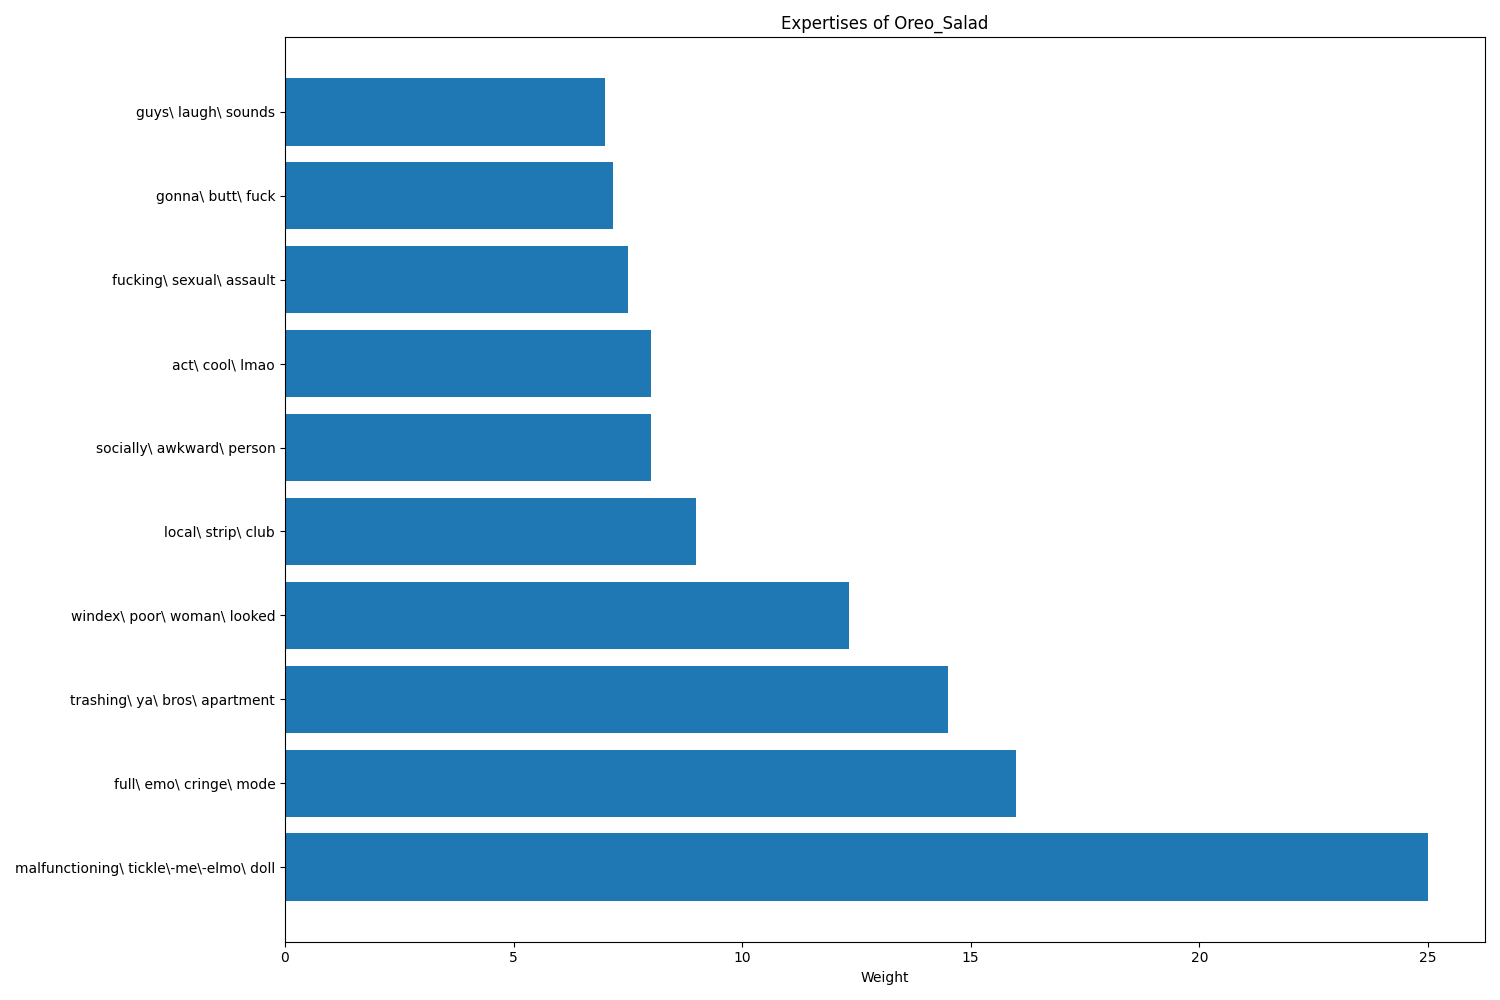 Expertises of Oreo_Salad
guys\ laugh\ sounds
gonna\ butt\ fuck
fucking\ sexual\ assault
act\ cool\ lmao
socially\ awkward\ person
local\ strip\ club
windex\ poor\ woman\ looked
trashing\ ya\ bros\ apartment
full\ emo\ cringe\ mode
malfunctioning\ tickle\-me\-elmo\ doll
0 5 10 15 20 25
Weight